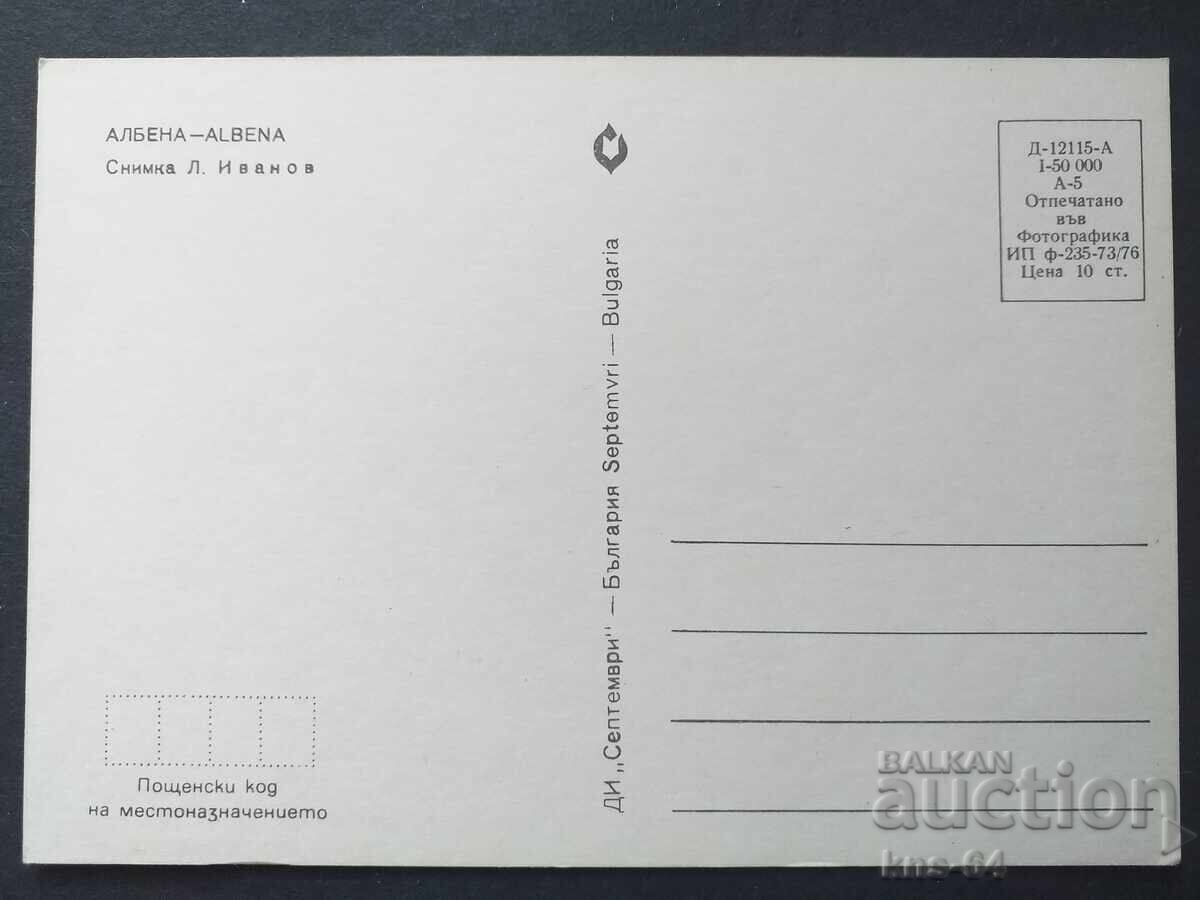 АЛБЕНА — ALBENA
Снимка Л. Иванов
Пощенски код
на местоназначението
ДИ „Септември" — България Septemvri — Bulgaria
Д-12115-А
I-50 000
А-5
Отпечатано
във
Фотографика
ИП ф-235-73/76
Цена 10 ст.
BALKAN
auction
kns-64